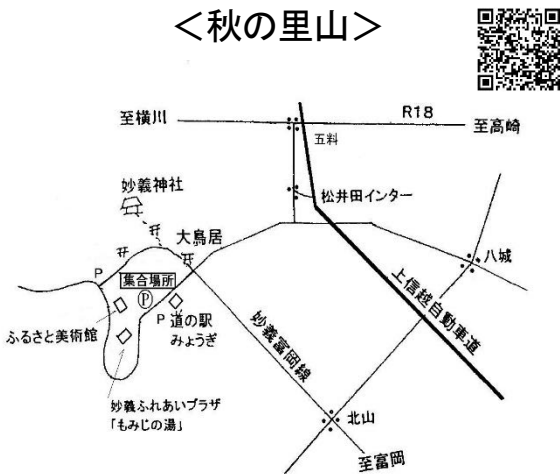 ＜秋の里山＞
至横川
R18
至高崎
五料
妙義神社
松井田インター
大鳥居
八城
P
集合場所
Ⓟ
上信越自動車道
P 道の駅
みょうぎ
ふるさと美術館
妙義富岡線
妙義ふれあいプラザ
「もみじの湯」
北山
至富岡